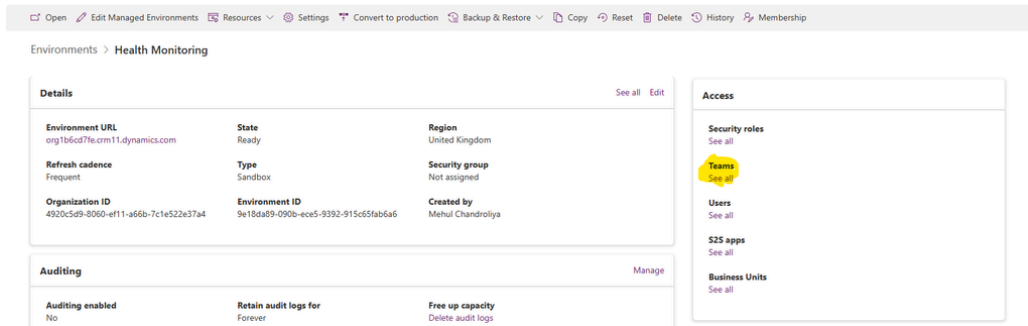 Open Edit Managed Environments Resources Settings Convert to production Backup & Restore Copy Reset Delete History Membership
Environments > Health Monitoring
Details See all Edit
Environment URL State Region
org1b6cd7fe.crm11.dynamics.com Ready United Kingdom
Refresh cadence Type Security group
Frequent Sandbox Not assigned
Organization ID Environment ID Created by
4920c5d9-8060-ef11-a66b-7c1e522e37a4 9e18da89-090b-ece5-9392-915c65fab6a6 Mehul Chandroliya
Auditing Manage
Auditing enabled Retain audit logs for Free up capacity
No Forever Delete audit logs
Access
Security roles
See all
Teams
See all
Users
See all
S2S apps
See all
Business Units
See all